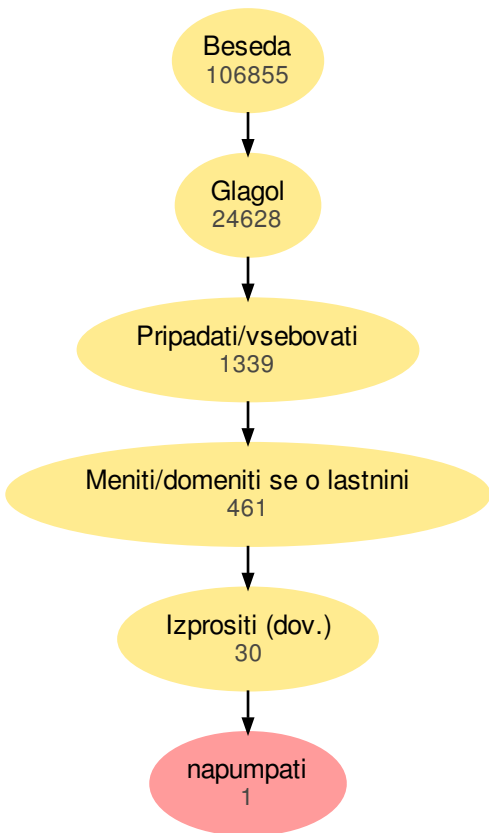 Beseda
106855
Glagol
24628
Pripadati/vsebovati
1339
Meniti/domeniti se o lastnini
461
Izprositi (dov.)
30
napumpati
1